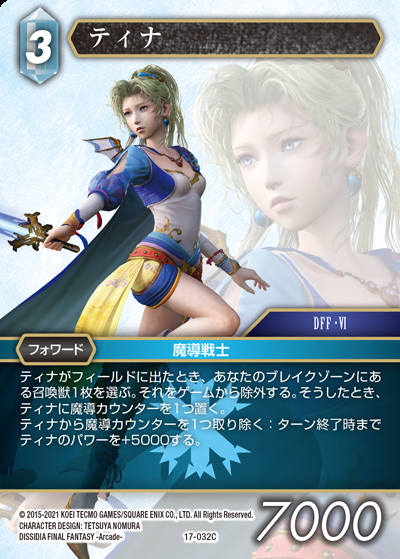 3
ティナ
DFF・VI
フォワード
魔導戦士
ティナがフィールドに出たとき、あなたのブレイクゾーンにあ
る召喚獣1枚を選ぶ。それをゲームから除外する。そうしたとき、
ティナに魔導カウンターを1つ置く。
ティナから魔導カウンターを1つ取り除く：ターン終了時まで
ティナのパワーを+5000する。
© 2015-2021 KOEI TECMO GAMES/SQUARE ENIX CO., LTD. All Rights Reserved.
CHARACTER DESIGN: TETSUYA NOMURA
DISSIDIA FINAL FANTASY -Arcade-
17-032C
7000